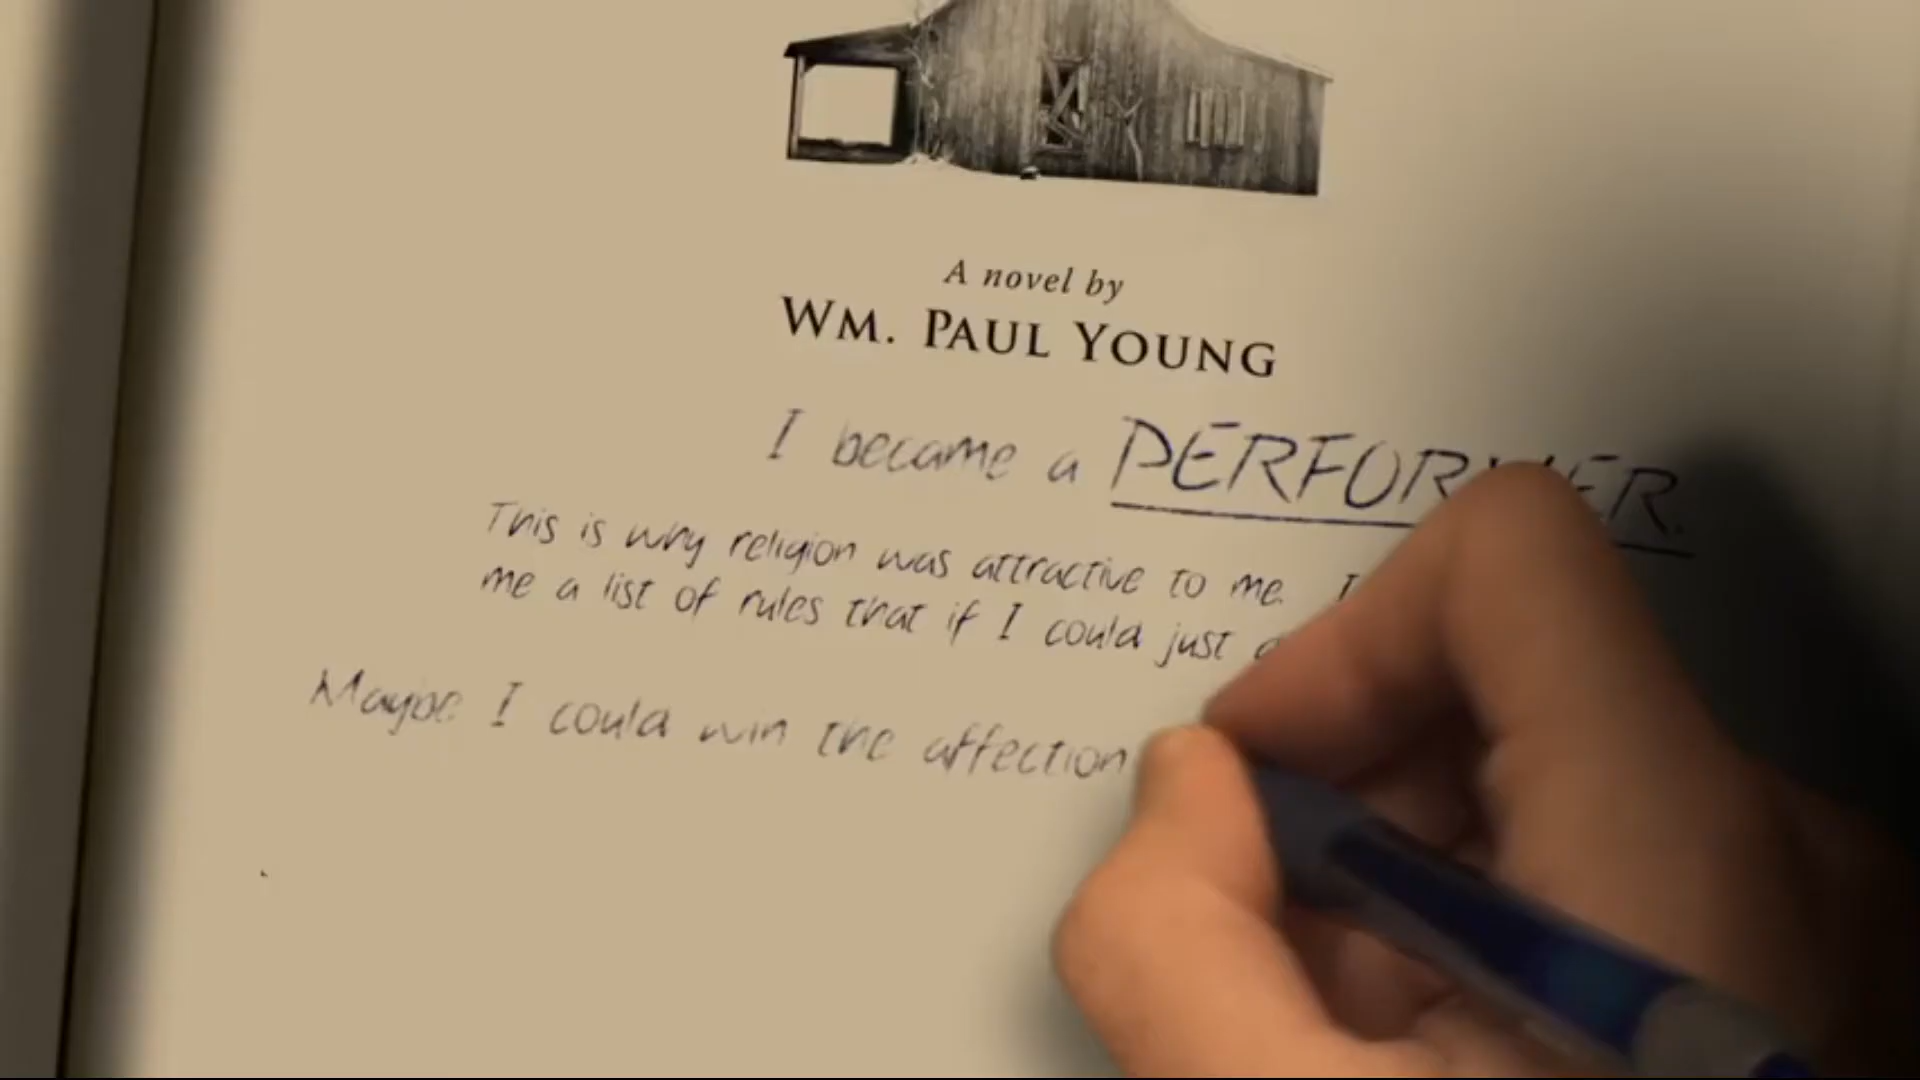 A novel by
WM. PAUL YOUNG
I became a PERFORMER.
This is why religion was attractive to me. I
me a list of rules that if I could just
Maybe I could win the affection